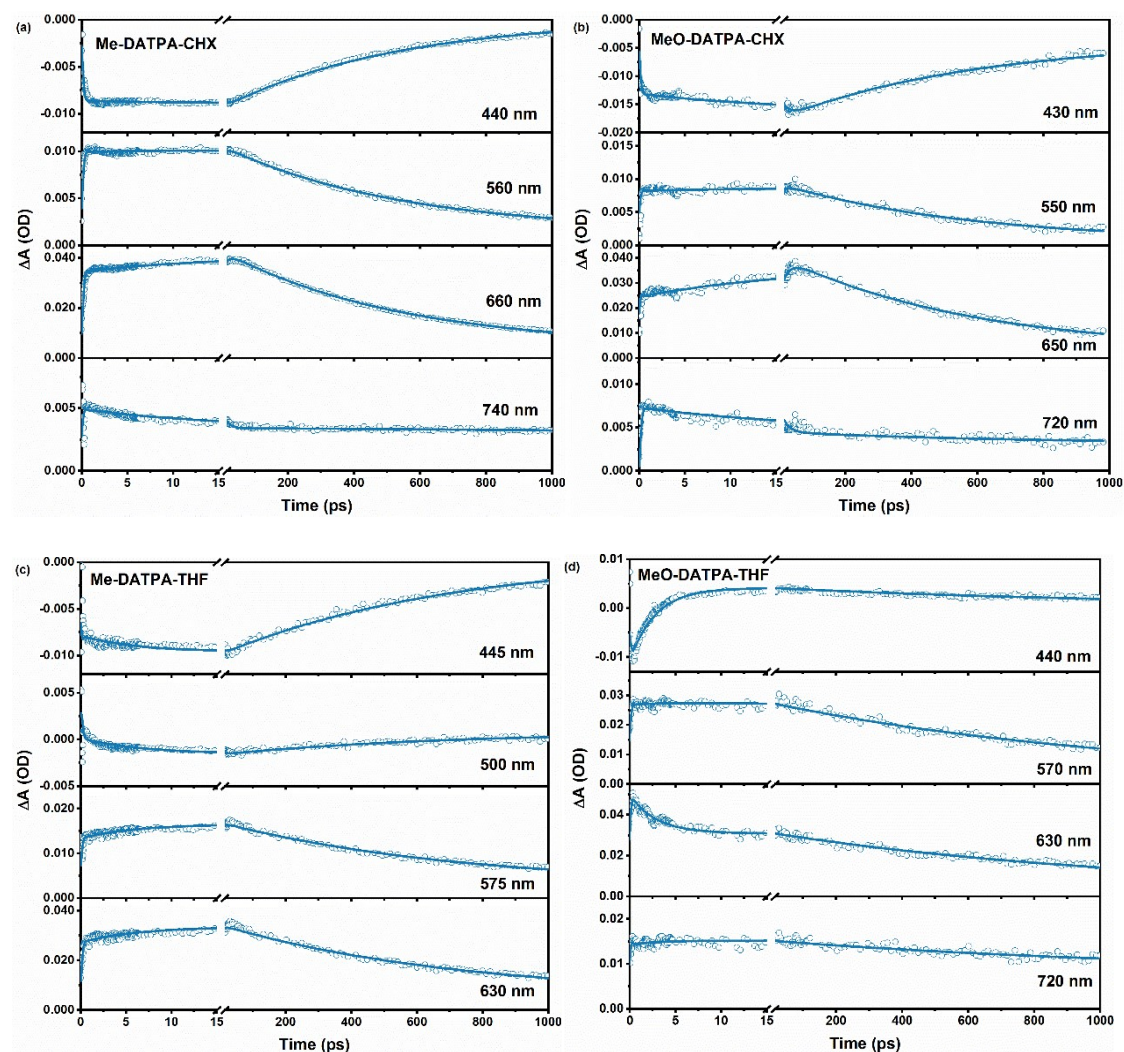 (a)
Me-DATPA-CHX
0.000
-0.005
-0.010
440 nm
0.010
0.005
0.000
560 nm
0.040
0.020
0.000
660 nm
0.005
0.000
740 nm
ΔA (OD)
0 5 10 15 200 400 600 800 1000
Time (ps)
(b)
MeO-DATPA-CHX
0.000
-0.005
-0.010
-0.015
-0.020
430 nm
0.015
0.010
0.005
0.000
550 nm
0.040
0.030
0.020
0.010
0.000
650 nm
0.010
0.005
0.000
720 nm
ΔA (OD)
0 5 10 15 200 400 600 800 1000
Time (ps)
(c)
Me-DATPA-THF
0.000
-0.005
-0.010
445 nm
0.005
0.000
-0.005
500 nm
0.020
0.010
0.000
575 nm
0.040
0.020
0.000
630 nm
ΔA (OD)
0 5 10 15 200 400 600 800 1000
Time (ps)
(d)
MeO-DATPA-THF
0.01
0.00
-0.01
440 nm
0.03
0.02
0.01
0.00
570 nm
0.04
0.02
0.00
630 nm
0.02
0.01
0.00
720 nm
ΔA (OD)
0 5 10 15 200 400 600 800 1000
Time (ps)